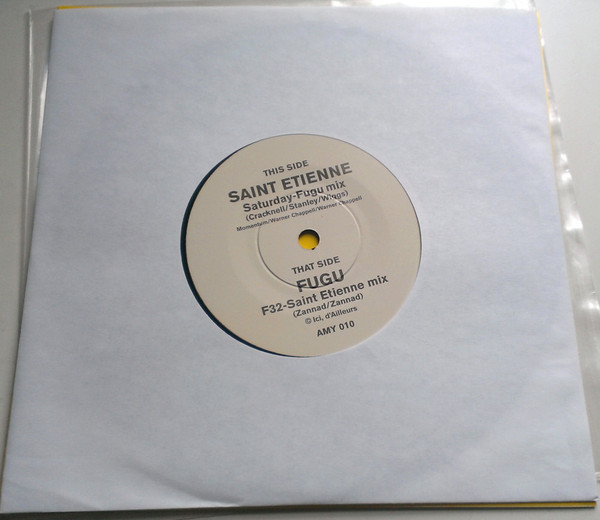 THIS SIDE
SAINT ETIENNE
Saturday-Fugu mix
(Cracknell/Stanley/Wiggs)
Momentum/Warner Chappell/Warner Chappell
THAT SIDE
FUGU
F32-Saint Etienne mix
(Zannad/Zannad)
© Ici, d'Ailleurs
AMY 010